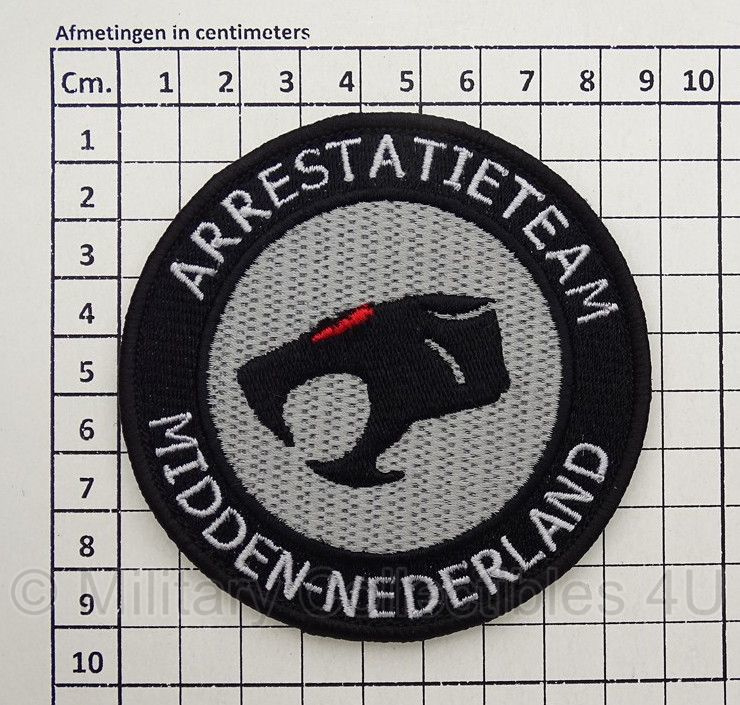 Afmetingen in centimeters
Cm. 1 2 3 4 5 6 7 8 9 10
1
2
3
4
5
6
7
8
9
10
ARRESTATIETEAM
MIDDEN-NEDERLAND
© Military Collectibles 4U